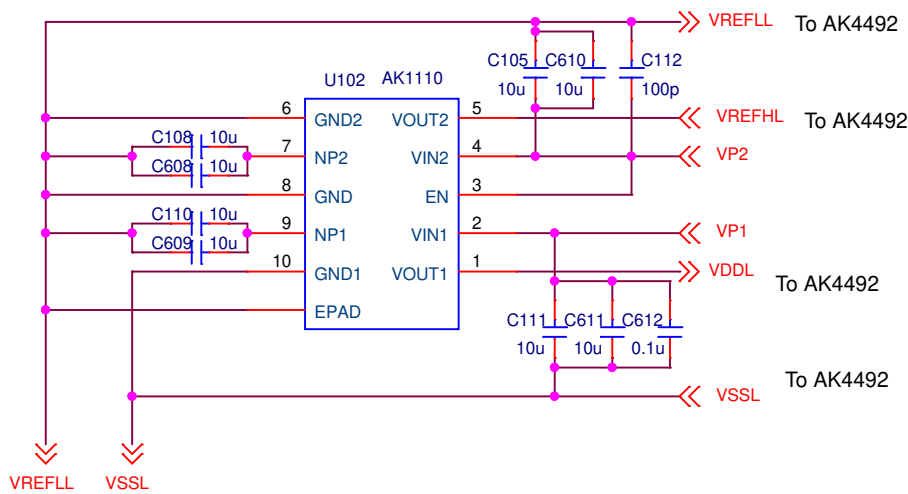 VREFLL To AK4492
C105 C610 C112
10u 10u 100p
U102 AK1110
6 GND2 VOUT2 5 VREFHL To AK4492
C108 10u
7 NP2 VIN2 4 VP2
C608 10u
8 GND EN 3
C110 10u
9 NP1 VIN1 2 VP1
C609 10u
10 GND1 VOUT1 1 VDDL To AK4492
EPAD
C111 C611 C612
10u 10u 0.1u
VSSL To AK4492
VREFLL VSSL